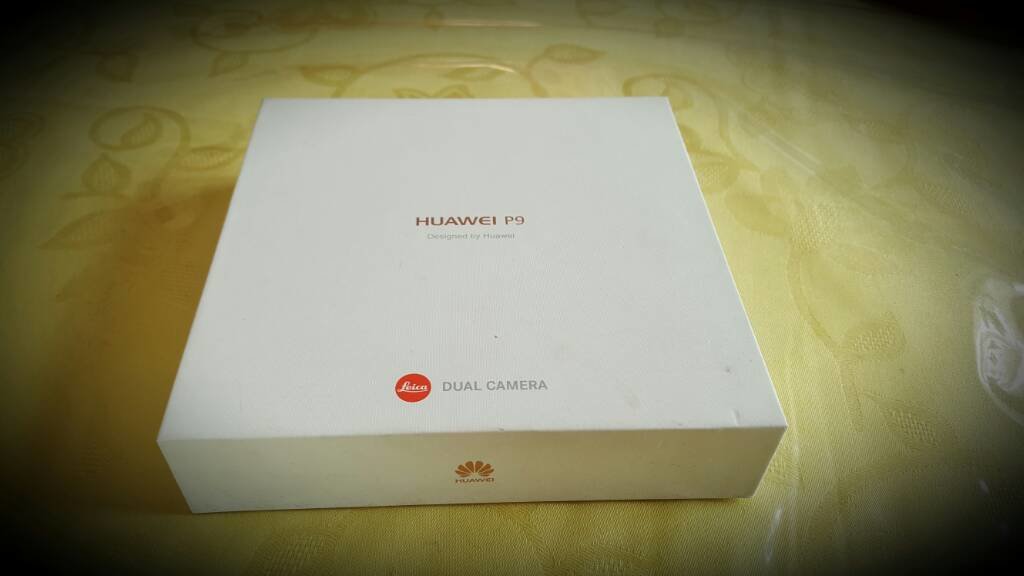 HUAWEI P9
Designed by Huawei
Leica DUAL CAMERA
HUAWEI